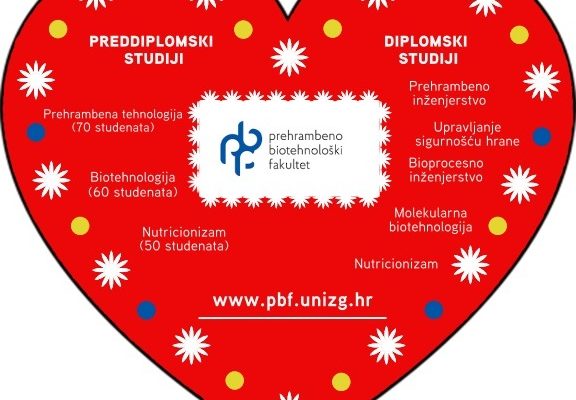 PREDDIPLOMSKI
STUDIJI
Prehrambena tehnologija
(70 studenata)
Biotehnologija
(60 studenata)
Nutricionizam
(50 studenata)
prehrambeno
biotehnološki
fakultet
DIPLOMSKI
STUDIJI
Prehrambeno
inženjerstvo
Upravljanje
sigurnošću hrane
Bioprocesno
inženjerstvo
Molekularna
biotehnologija
Nutricionizam
www.pbf.unizg.hr